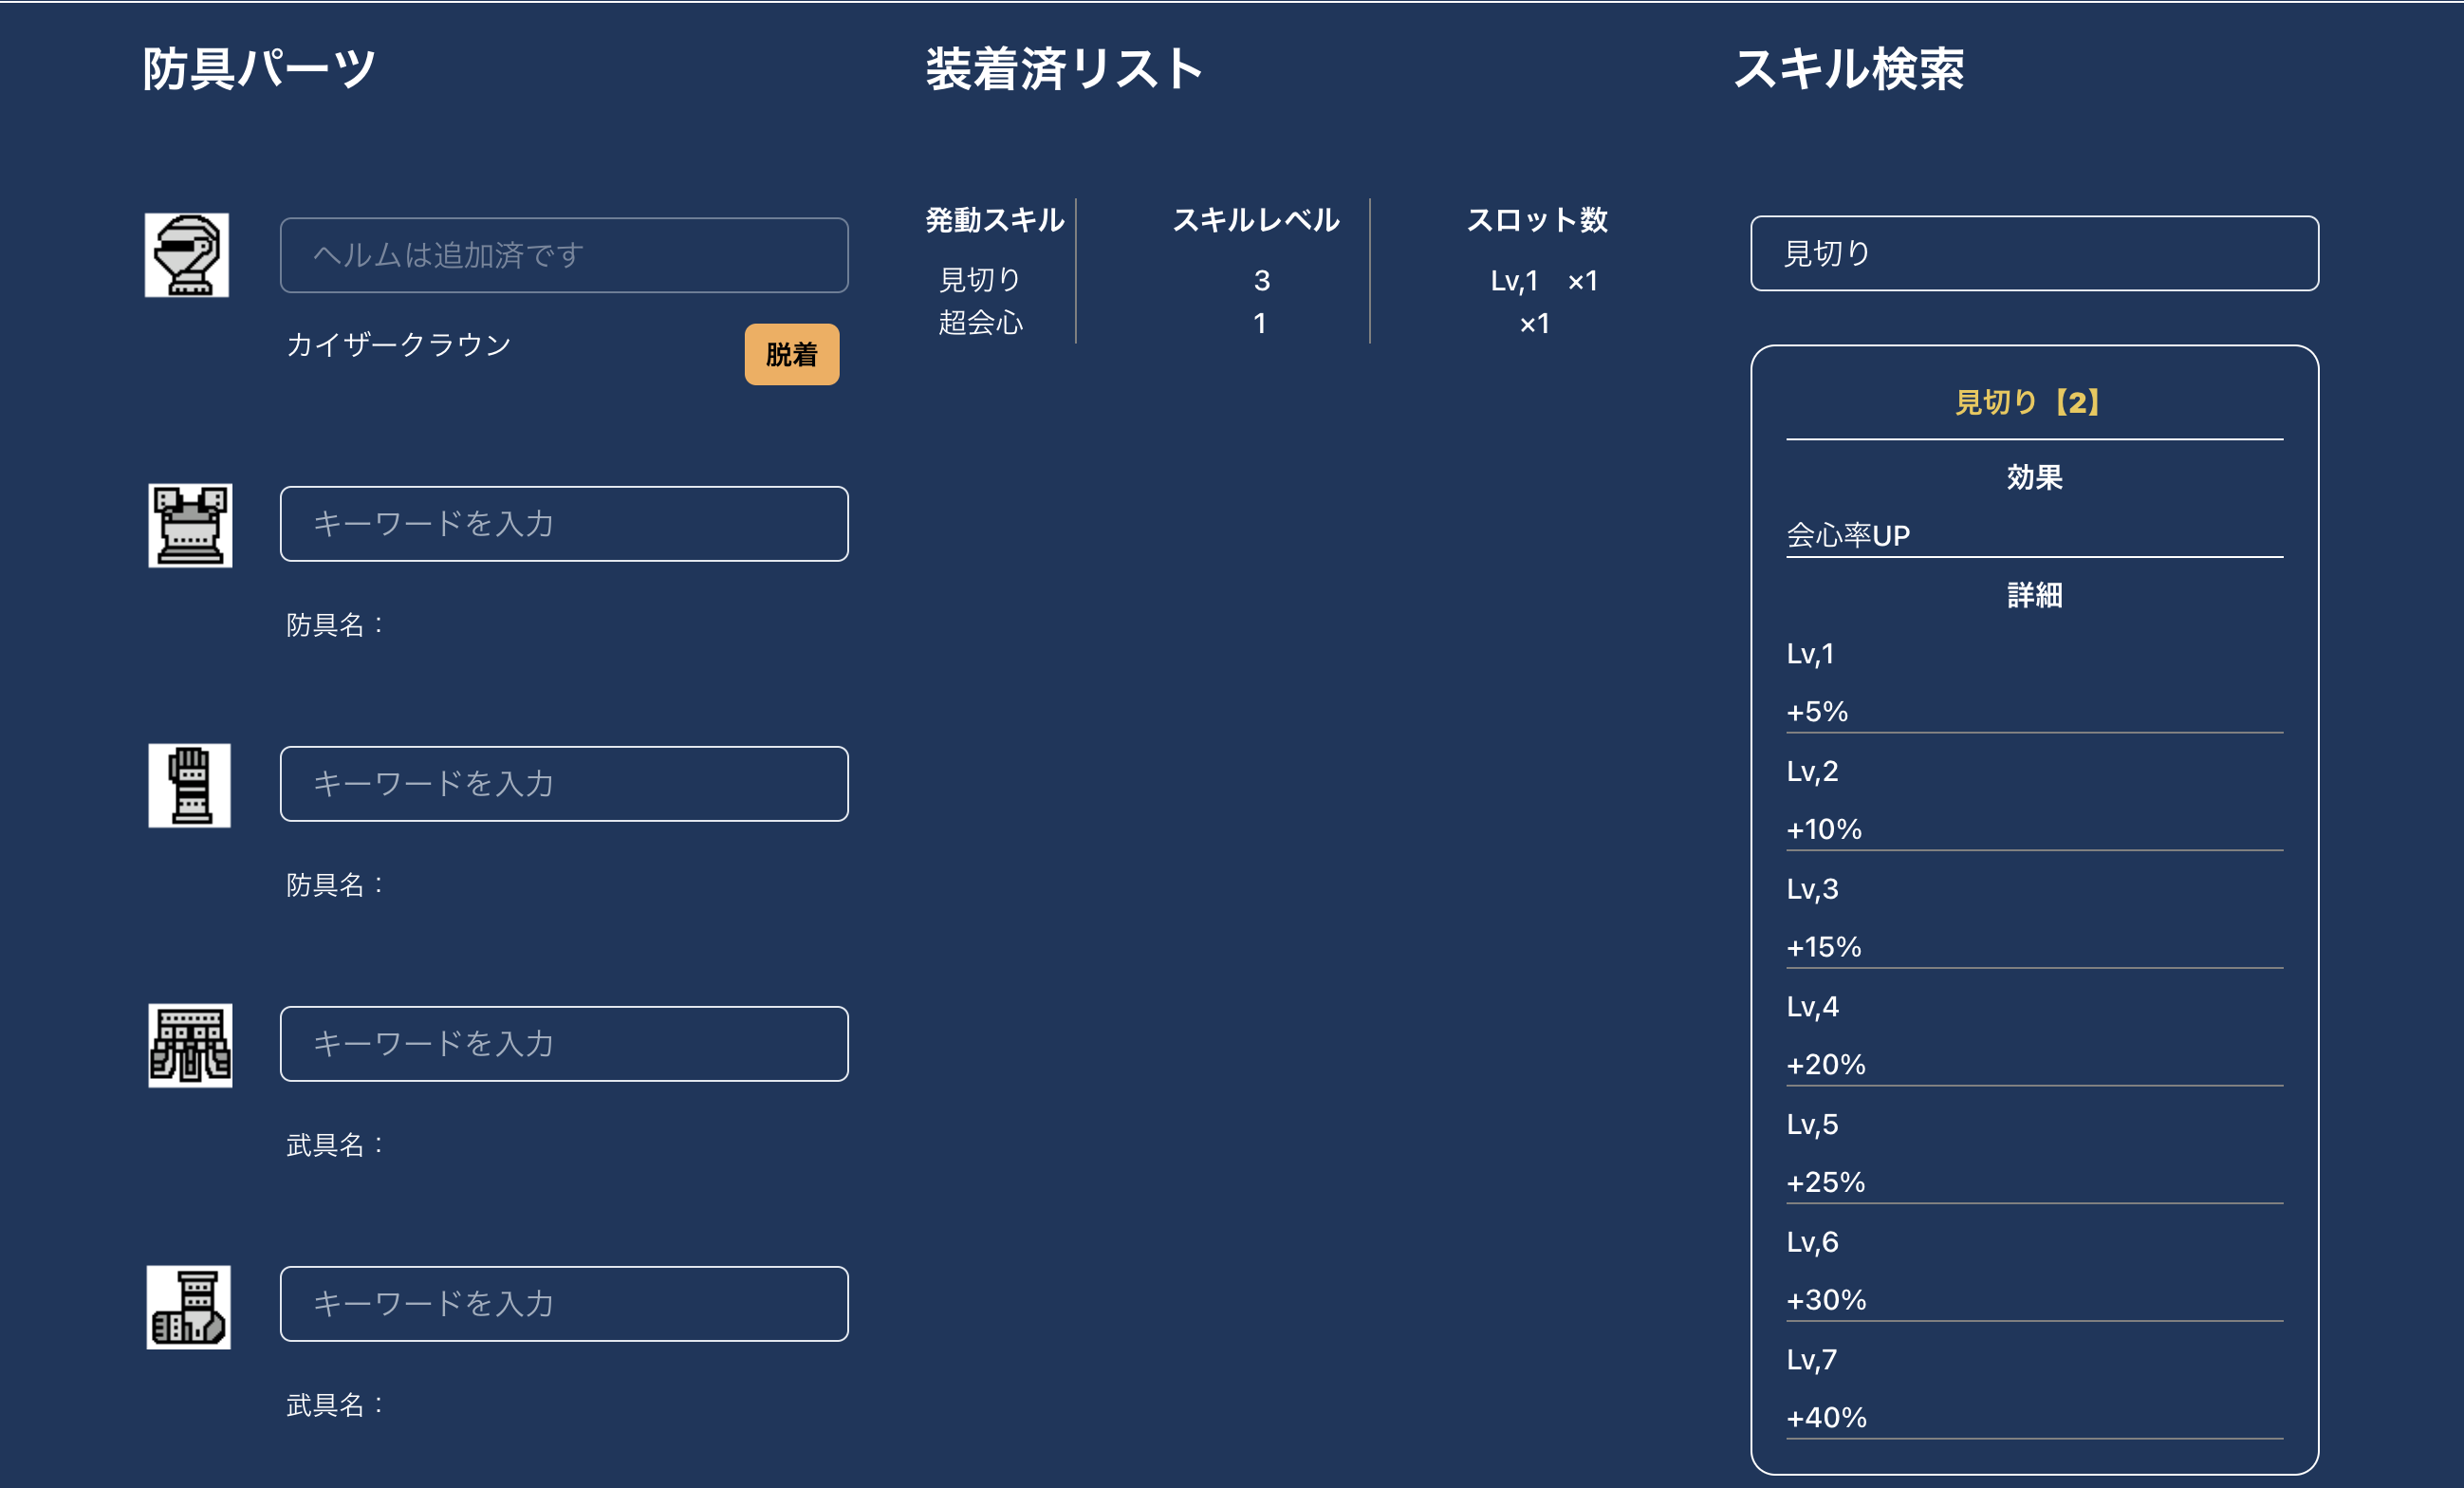 防具パーツ
ヘルムは追加済です
カイザークラウン
脱着
キーワードを入力
防具名：
キーワードを入力
防具名：
キーワードを入力
武具名：
キーワードを入力
武具名：
装着済リスト
発動スキル スキルレベル スロット数
見切り 3 Lv,1 ×1
超会心 1 ×1
スキル検索
見切り
見切り【2】
効果
会心率UP
詳細
Lv,1
+5%
Lv,2
+10%
Lv,3
+15%
Lv,4
+20%
Lv,5
+25%
Lv,6
+30%
Lv,7
+40%